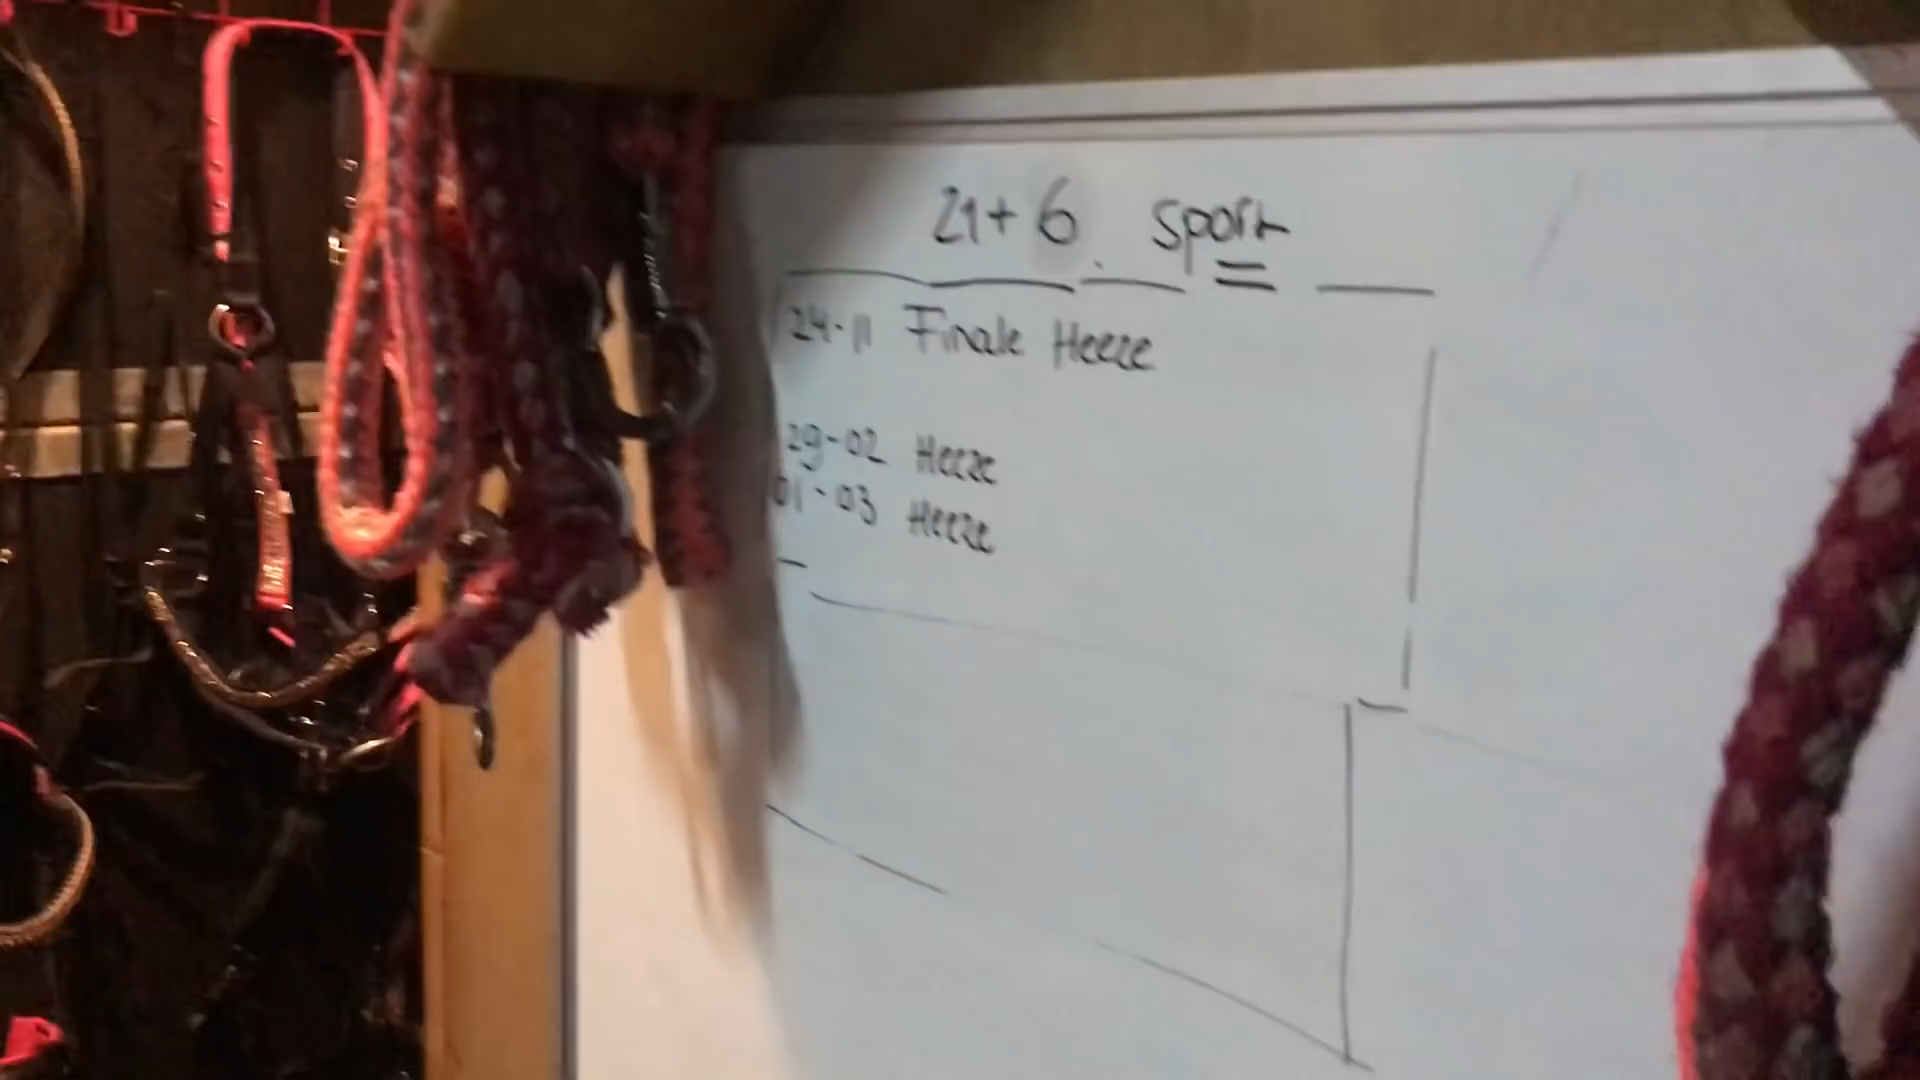 21+6. sport
24-11 Finale Heeze
29-02 Heeze
01-03 Heeze